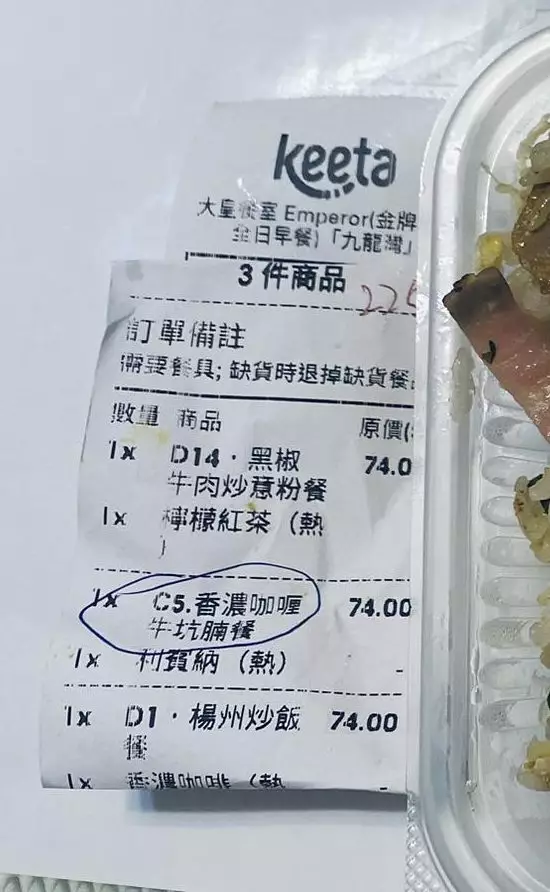 keeta
大皇餐室 Emperor(金牌
全日早餐)「九龍灣」
3 件商品
225
訂單備註
需要餐具; 缺貨時退掉缺貨餐
數量 商品 原價(
1x D14．黑椒 74.0
牛肉炒意粉餐
1x 檸檬紅茶 (熱
)
1x C5.香濃咖喱 74.00
牛坑腩餐
1x 利賓納 (熱) -
1x D1．楊州炒飯 74.00
餐
1x 香濃咖啡 (熱 -